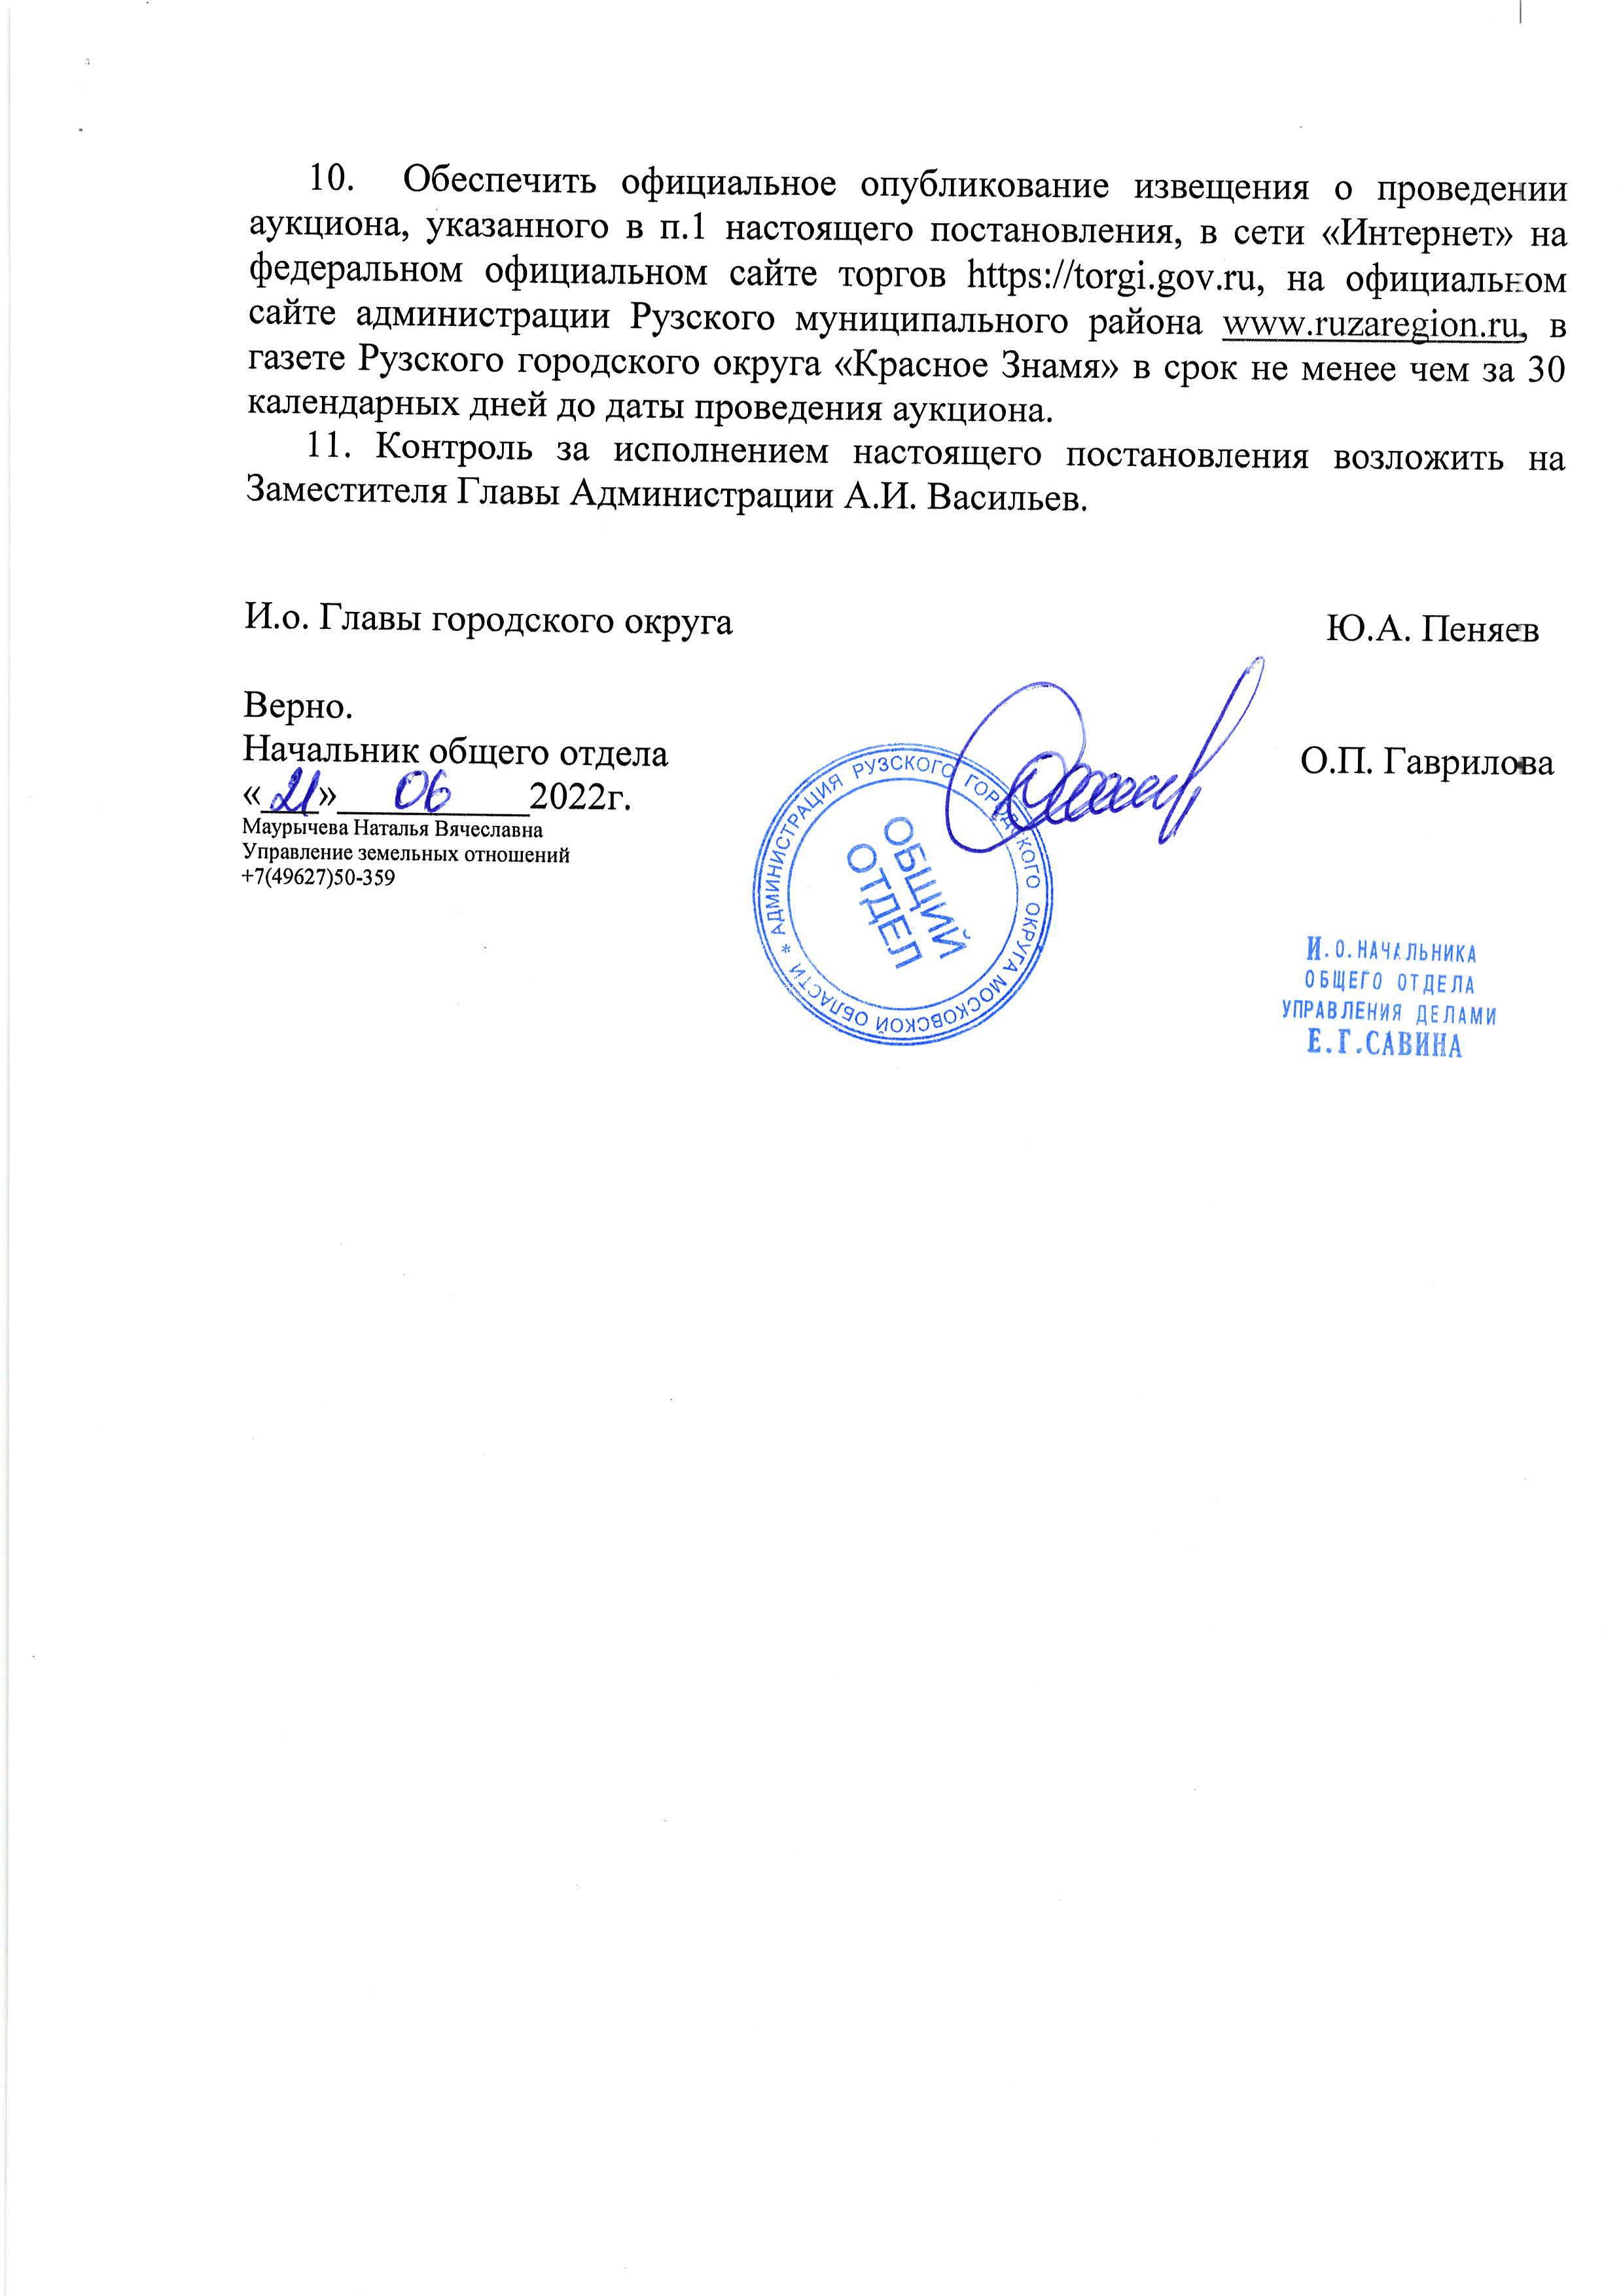 10. Обеспечить официальное опубликование извещения о проведении
аукциона, указанного в п.1 настоящего постановления, в сети «Интернет» на
федеральном официальном сайте торгов https://torgi.gov.ru, на официальном
сайте администрации Рузского муниципального района www.ruzaregion.ru, в
газете Рузского городского округа «Красное Знамя» в срок не менее чем за 30
календарных дней до даты проведения аукциона.
11. Контроль за исполнением настоящего постановления возложить на
Заместителя Главы Администрации А.И. Васильев.
И.о. Главы городского округа Ю.А. Пеняев
Верно.
Начальник общего отдела О.П. Гаврилова
«21» 06 2022г.
Маурычева Наталья Вячеславна
Управление земельных отношений
+7(49627)50-359
* АДМИНИСТРАЦИЯ РУЗСКОГО ГОРОДСКОГО ОКРУГА МОСКОВСКОЙ ОБЛАСТИ
ОБЩИЙ
ОТДЕЛ
И.О.НАЧАЛЬНИКА
ОБЩЕГО ОТДЕЛА
УПРАВЛЕНИЯ ДЕЛАМИ
Е.Г.САВИНА